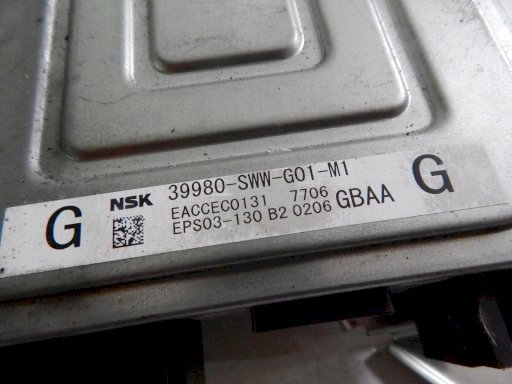 G NSK 39980-SWW-G01-M1 G
EACCEC0131 7706 GBAA
EPS03-130 B2 0206